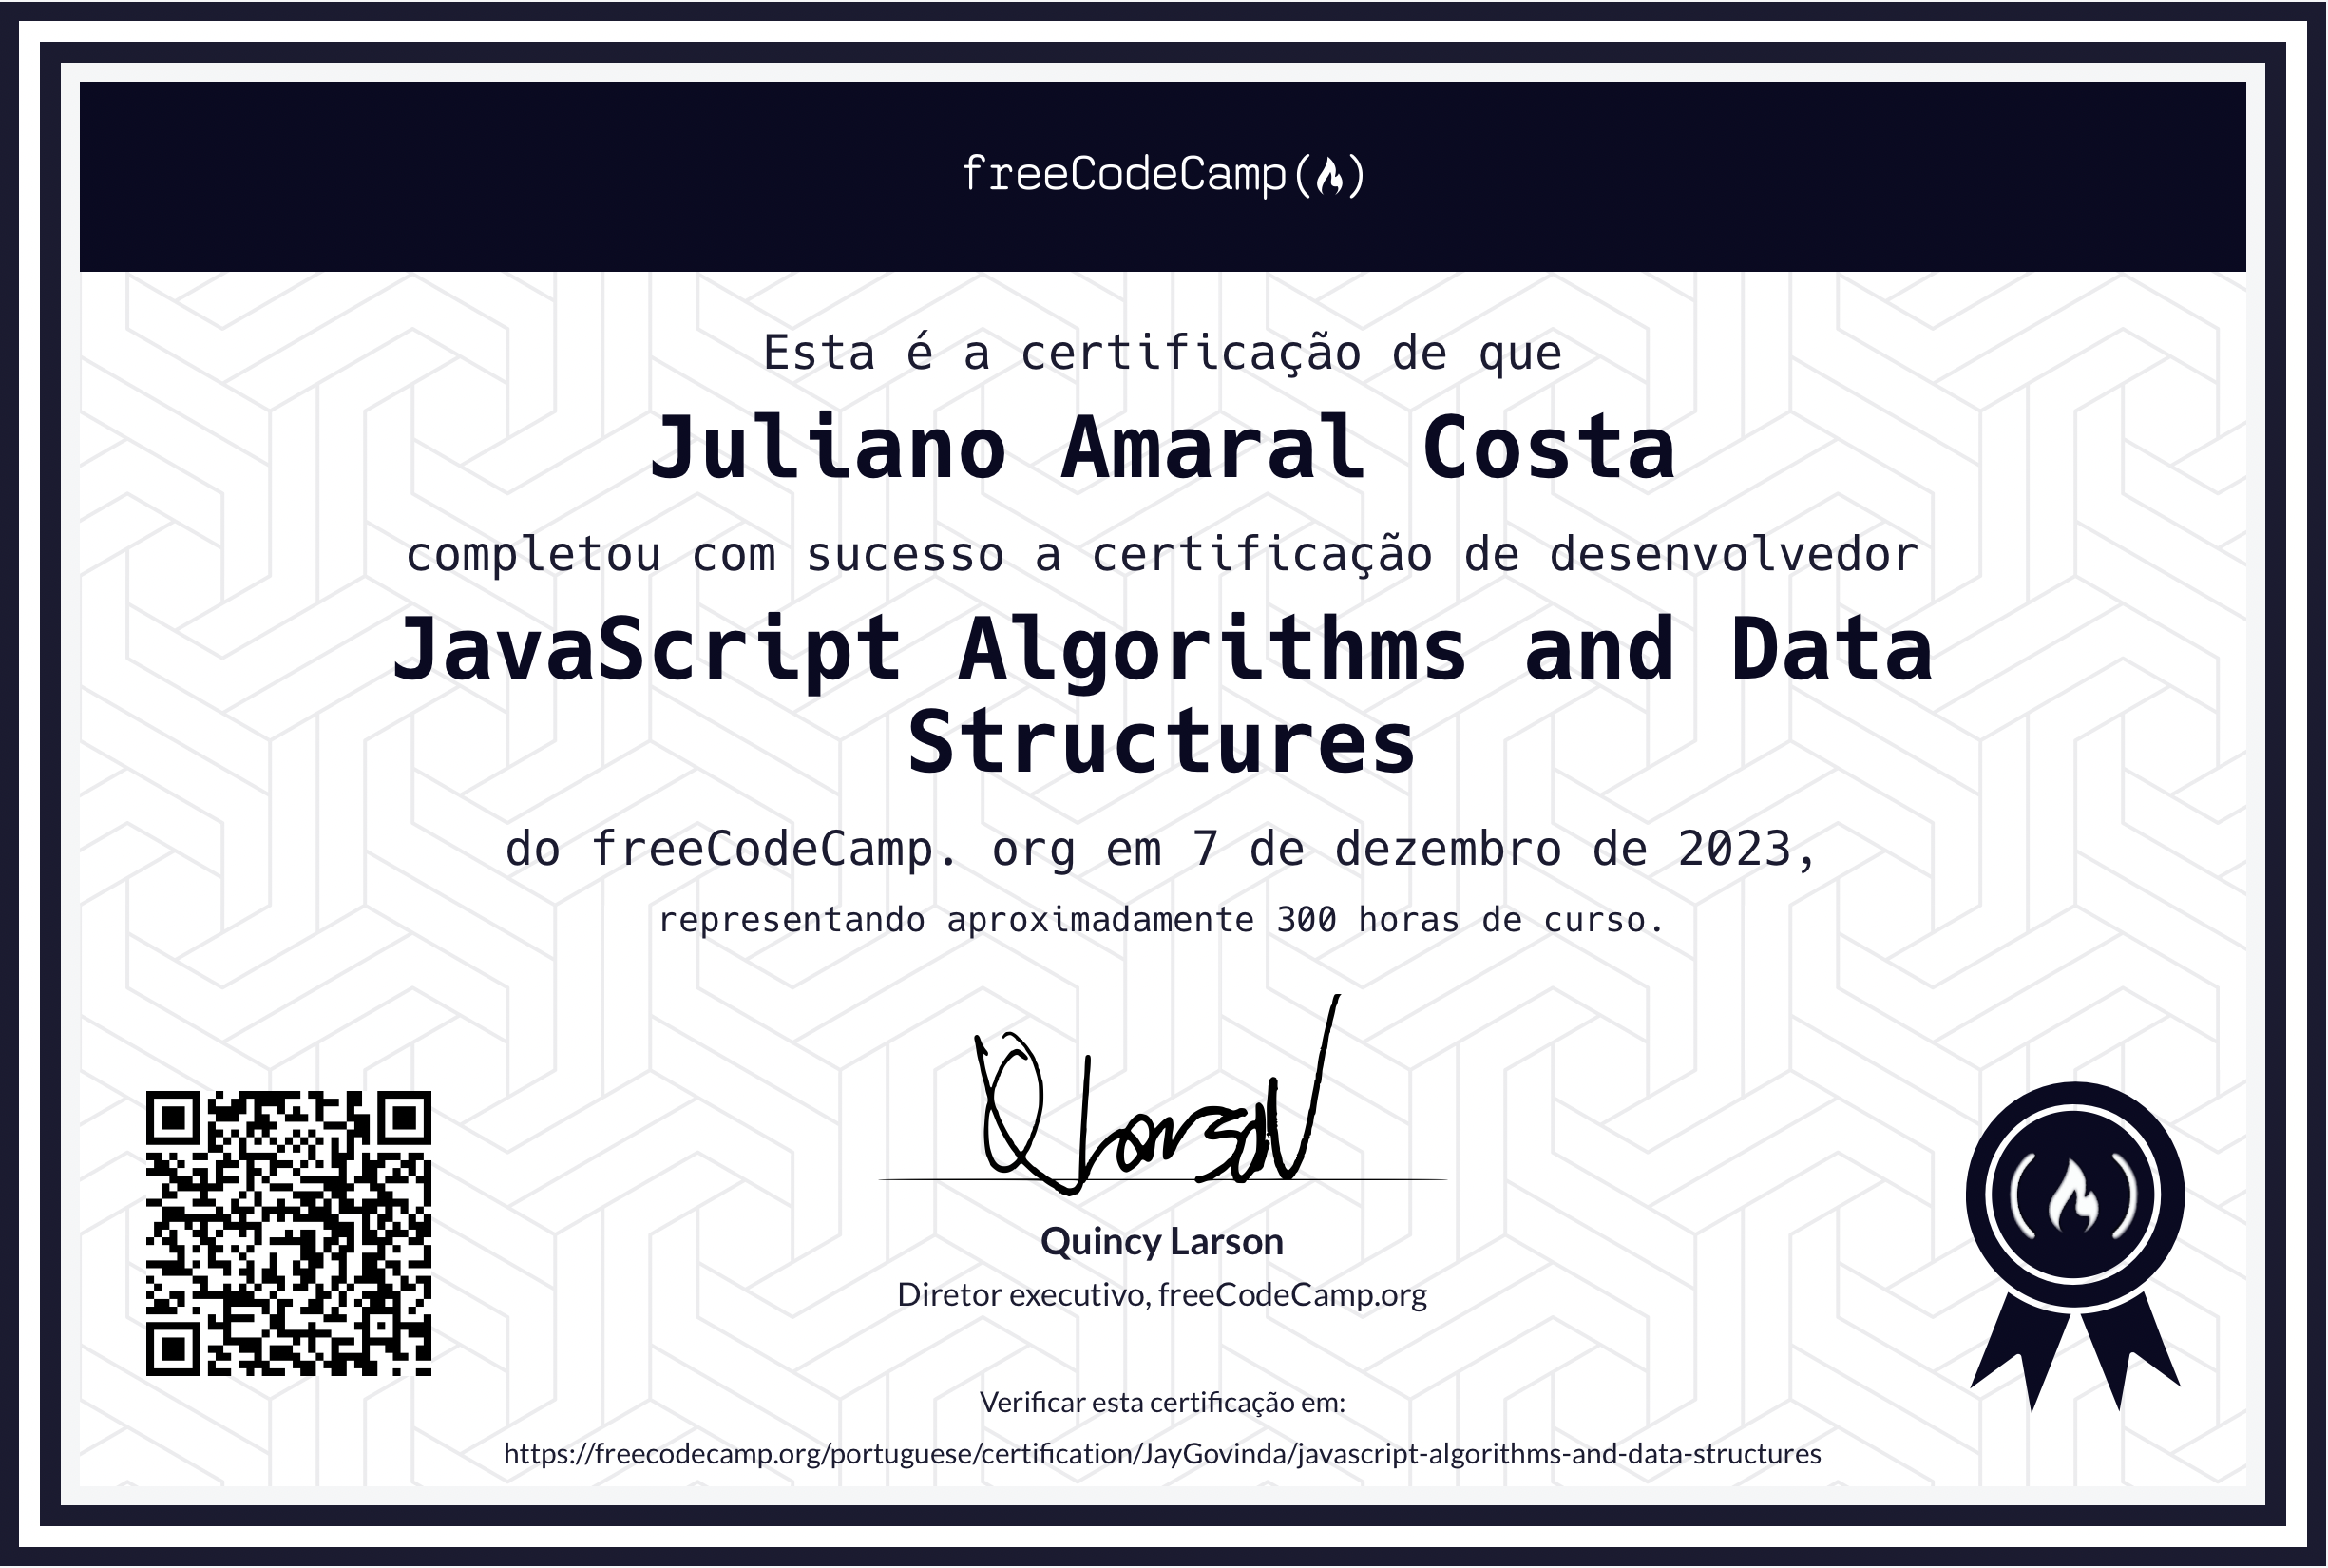 freeCodeCamp
Esta é a certificação de que
Juliano Amaral Costa
completou com sucesso a certificação de desenvolvedor
JavaScript Algorithms and Data
Structures
do freeCodeCamp. org em 7 de dezembro de 2023,
representando aproximadamente 300 horas de curso.
QLarson
Quincy Larson
Diretor executivo, freeCodeCamp.org
Verificar esta certificação em:
https://freecodecamp.org/portuguese/certification/JayGovinda/javascript-algorithms-and-data-structures